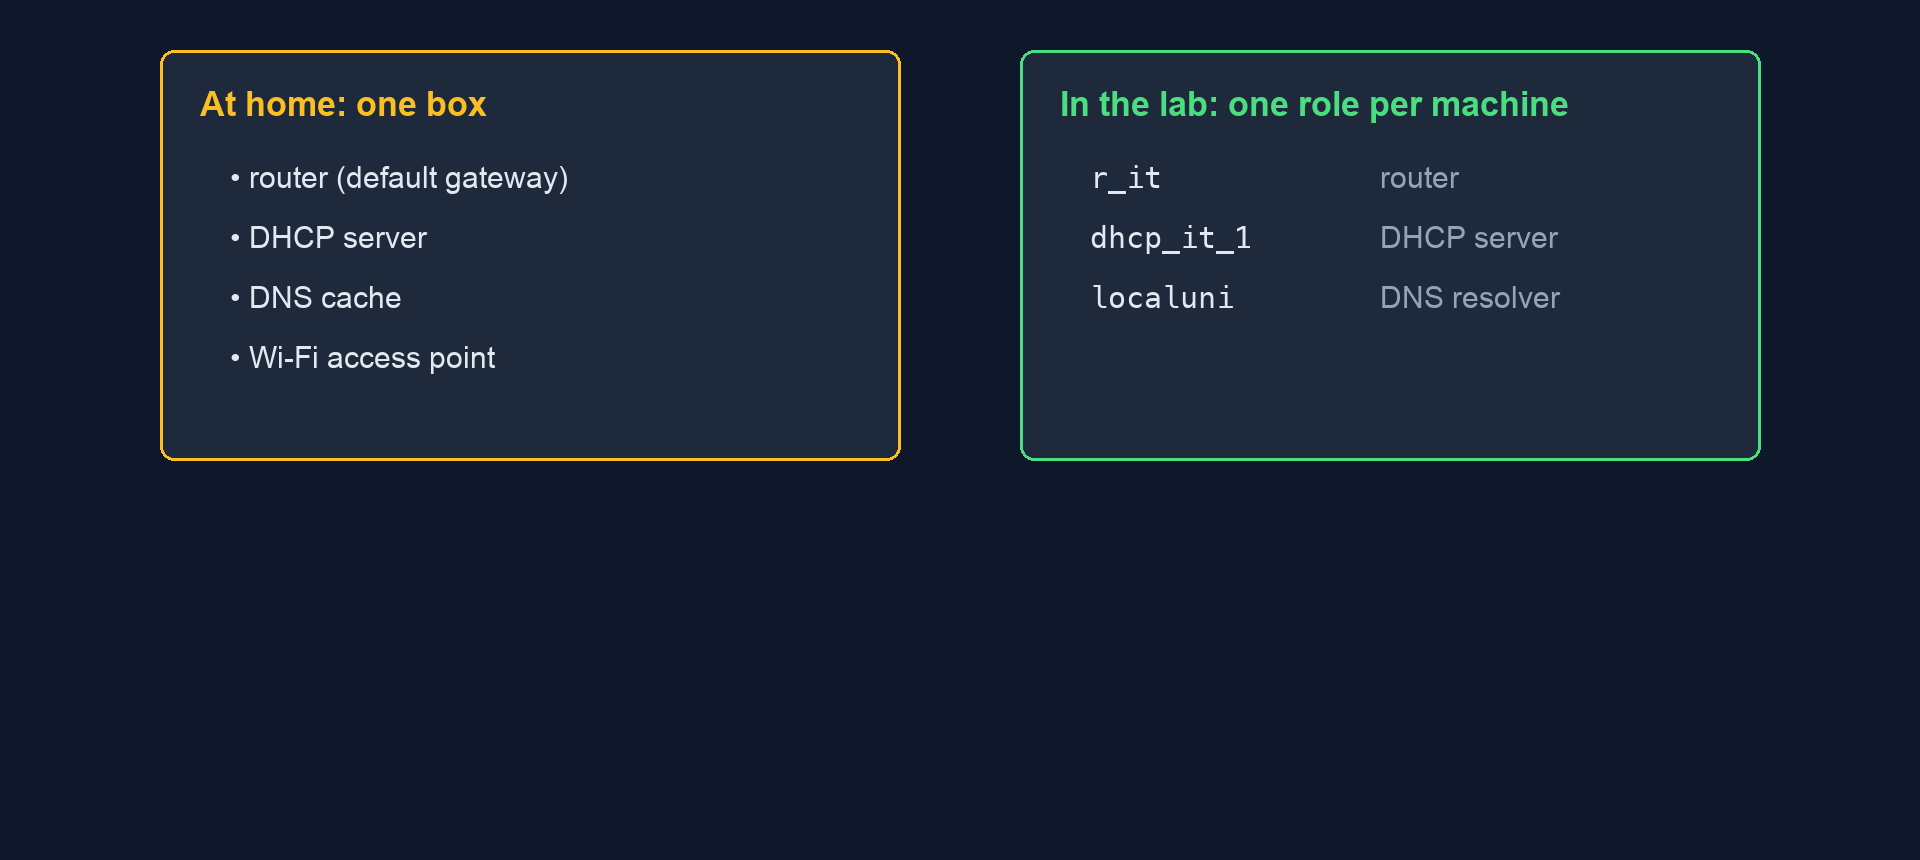 At home: one box
• router (default gateway)
• DHCP server
• DNS cache
• Wi-Fi access point
In the lab: one role per machine
r_it router
dhcp_it_1 DHCP server
localuni DNS resolver